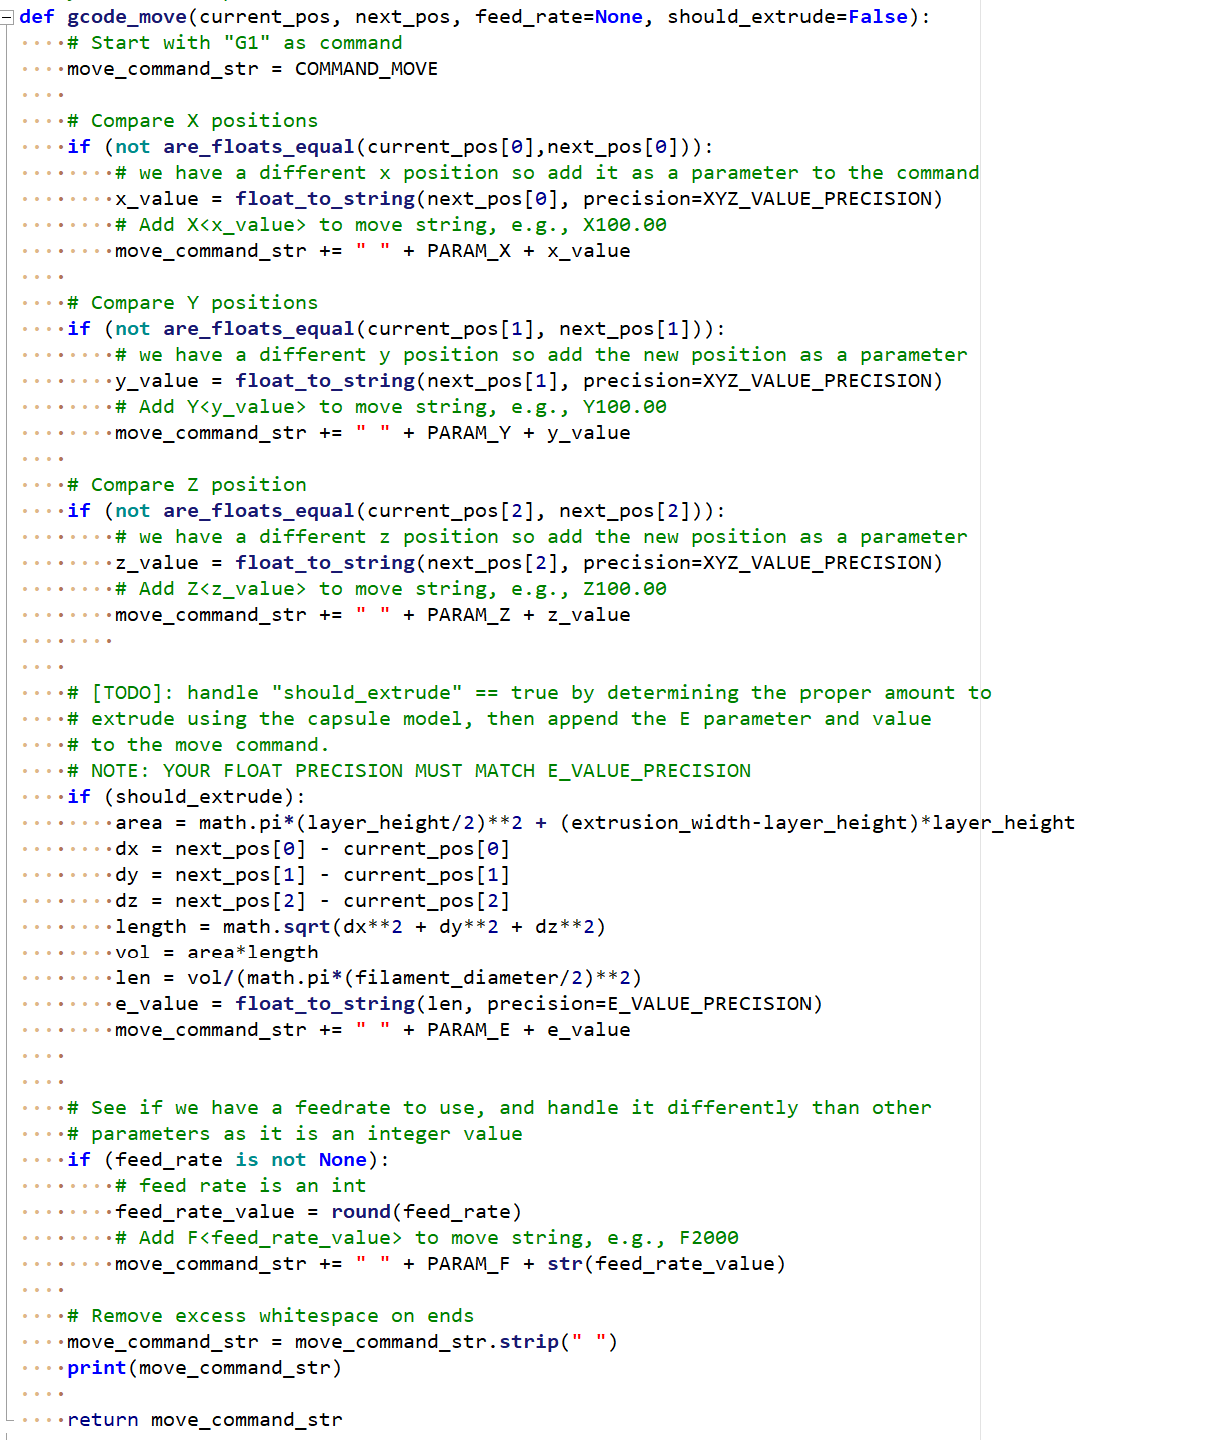 def gcode_move(current_pos, next_pos, feed_rate=None, should_extrude=False):
    # Start with "G1" as command
    move_command_str = COMMAND_MOVE

    # Compare X positions
    if (not are_floats_equal(current_pos[0],next_pos[0])):
        # we have a different x position so add it as a parameter to the command
        x_value = float_to_string(next_pos[0], precision=XYZ_VALUE_PRECISION)
        # Add X<x_value> to move string, e.g., X100.00
        move_command_str += " " + PARAM_X + x_value

    # Compare Y positions
    if (not are_floats_equal(current_pos[1], next_pos[1])):
        # we have a different y position so add the new position as a parameter
        y_value = float_to_string(next_pos[1], precision=XYZ_VALUE_PRECISION)
        # Add Y<y_value> to move string, e.g., Y100.00
        move_command_str += " " + PARAM_Y + y_value

    # Compare Z position
    if (not are_floats_equal(current_pos[2], next_pos[2])):
        # we have a different z position so add the new position as a parameter
        z_value = float_to_string(next_pos[2], precision=XYZ_VALUE_PRECISION)
        # Add Z<z_value> to move string, e.g., Z100.00
        move_command_str += " " + PARAM_Z + z_value


    # [TODO]: handle "should_extrude" == true by determining the proper amount to
    # extrude using the capsule model, then append the E parameter and value
    # to the move command.
    # NOTE: YOUR FLOAT PRECISION MUST MATCH E_VALUE_PRECISION
    if (should_extrude):
        area = math.pi*(layer_height/2)**2 + (extrusion_width-layer_height)*layer_height
        dx = next_pos[0] - current_pos[0]
        dy = next_pos[1] - current_pos[1]
        dz = next_pos[2] - current_pos[2]
        length = math.sqrt(dx**2 + dy**2 + dz**2)
        vol = area*length
        len = vol/(math.pi*(filament_diameter/2)**2)
        e_value = float_to_string(len, precision=E_VALUE_PRECISION)
        move_command_str += " " + PARAM_E + e_value


    # See if we have a feedrate to use, and handle it differently than other
    # parameters as it is an integer value
    if (feed_rate is not None):
        # feed rate is an int
        feed_rate_value = round(feed_rate)
        # Add F<feed_rate_value> to move string, e.g., F2000
        move_command_str += " " + PARAM_F + str(feed_rate_value)

    # Remove excess whitespace on ends
    move_command_str = move_command_str.strip(" ")
    print(move_command_str)

    return move_command_str